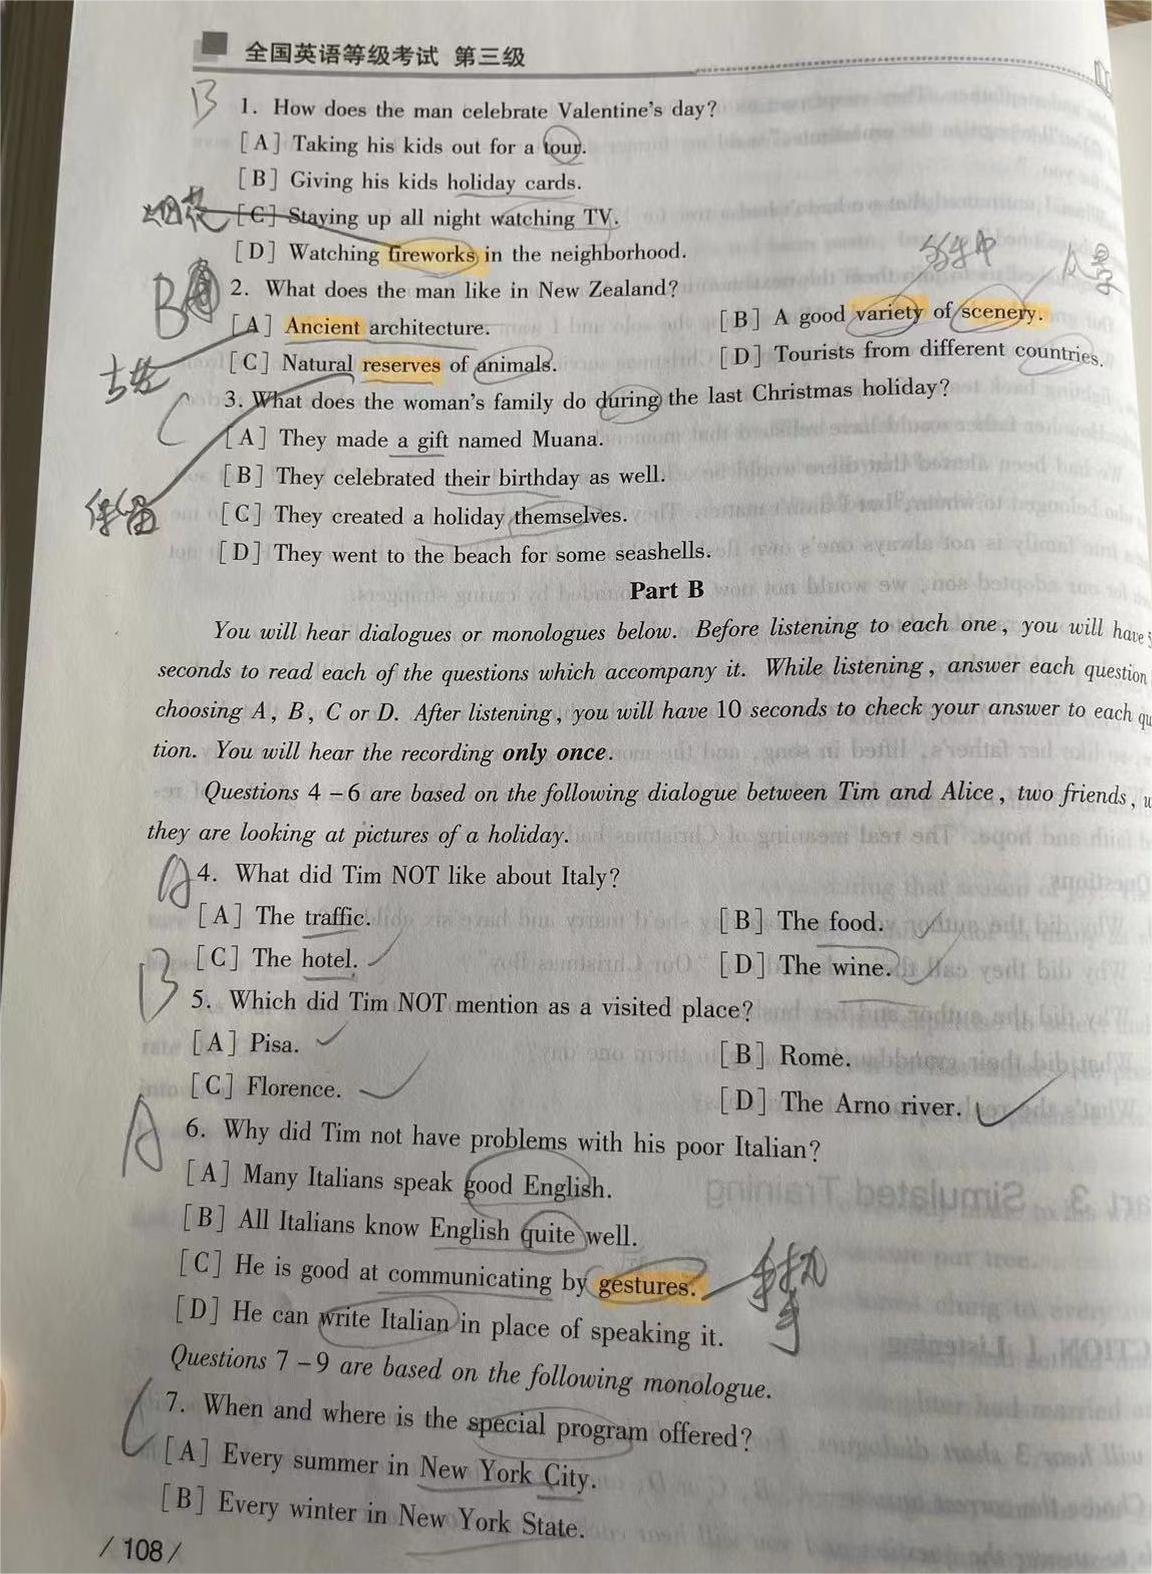 全国英语等级考试 第三级
B 1. How does the man celebrate Valentine's day?
[A] Taking his kids out for a tour.
[B] Giving his kids holiday cards.
烟花 [C] Staying up all night watching TV.
[D] Watching fireworks in the neighborhood.
B 2. What does the man like in New Zealand?
[A] Ancient architecture. [B] A good variety of scenery.
[C] Natural reserves of animals. [D] Tourists from different countries.
C 3. What does the woman's family do during the last Christmas holiday?
[A] They made a gift named Muana.
[B] They celebrated their birthday as well.
保留 [C] They created a holiday themselves.
[D] They went to the beach for some seashells.
Part B
You will hear dialogues or monologues below. Before listening to each one, you will have 5
seconds to read each of the questions which accompany it. While listening, answer each question
choosing A, B, C or D. After listening, you will have 10 seconds to check your answer to each qu
tion. You will hear the recording only once.
Questions 4 - 6 are based on the following dialogue between Tim and Alice, two friends, w
they are looking at pictures of a holiday.
A 4. What did Tim NOT like about Italy?
[A] The traffic. [B] The food.
[C] The hotel. [D] The wine.
B 5. Which did Tim NOT mention as a visited place?
[A] Pisa. [B] Rome.
[C] Florence. [D] The Arno river.
A 6. Why did Tim not have problems with his poor Italian?
[A] Many Italians speak good English.
[B] All Italians know English quite well.
[C] He is good at communicating by gestures.
[D] He can write Italian in place of speaking it.
Questions 7 - 9 are based on the following monologue.
C 7. When and where is the special program offered?
[A] Every summer in New York City.
[B] Every winter in New York State.
/ 108 /